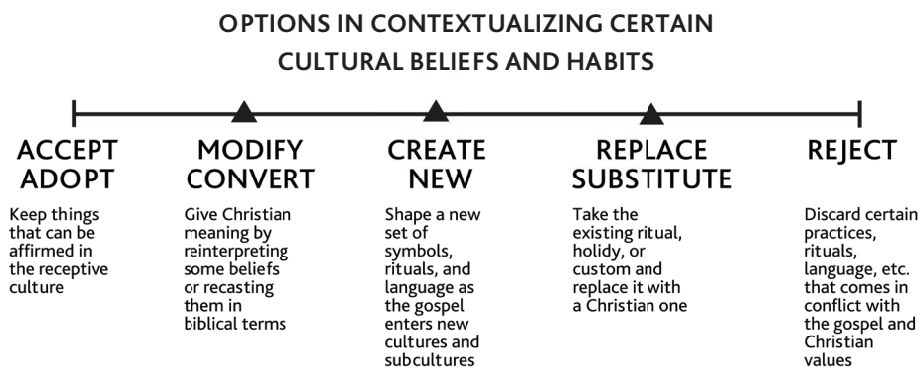 OPTIONS IN CONTEXTUALIZING CERTAIN
CULTURAL BELIEFS AND HABITS
ACCEPT
ADOPT
Keep things
that can be
affirmed in
the receptive
culture
MODIFY
CONVERT
Give Christian
meaning by
reinterpreting
some beliefs
or recasting
them in
biblical terms
CREATE
NEW
Shape a new
set of
symbols,
rituals, and
language as
the gospel
enters new
cultures and
subcultures
REPLACE
SUBSTITUTE
Take the
existing ritual,
holidy, or
custom and
replace it with
a Christian one
REJECT
Discard certain
practices,
rituals,
language, etc.
that comes in
conflict with
the gospel and
Christian
values